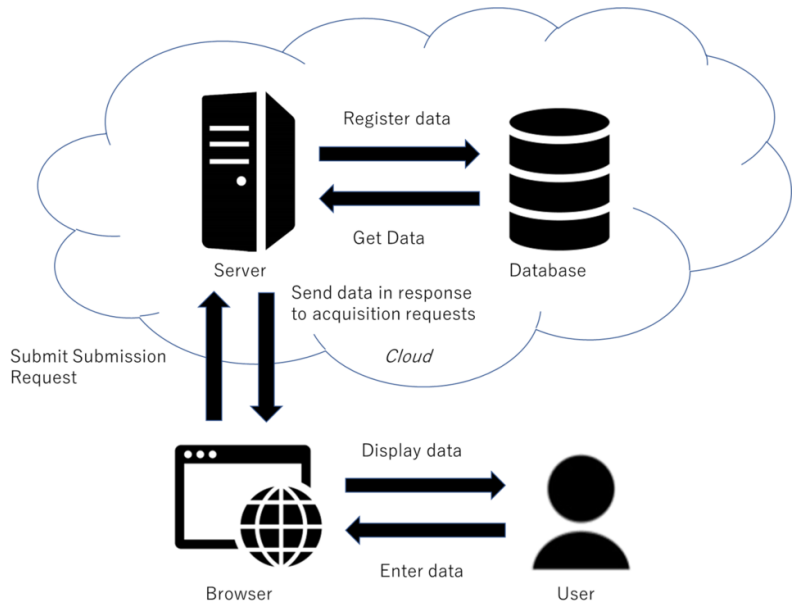 Register data
Get Data
Server
Database
Send data in response
to acquisition requests
Submit Submission
Request
Cloud
Display data
Enter data
Browser
User